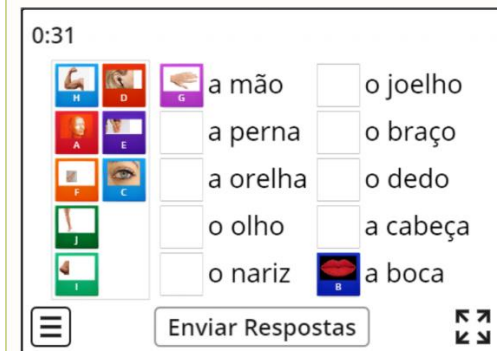 0:31
H D G a mão o joelho
A E a perna o braço
F C a orelha o dedo
J o olho a cabeça
I o nariz B a boca
Enviar Respostas